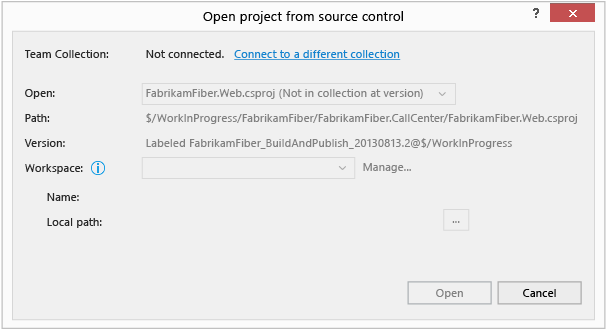 Open project from source control
?
Team Collection: Not connected. Connect to a different collection
Open: FabrikamFiber.Web.csproj (Not in collection at version)
Path: $/WorkInProgress/FabrikamFiber/FabrikamFiber.CallCenter/FabrikamFiber.Web.csproj
Version: Labeled FabrikamFiber_BuildAndPublish_20130813.2@$/WorkInProgress
Workspace: i Manage...
Name:
Local path: ...
Open Cancel